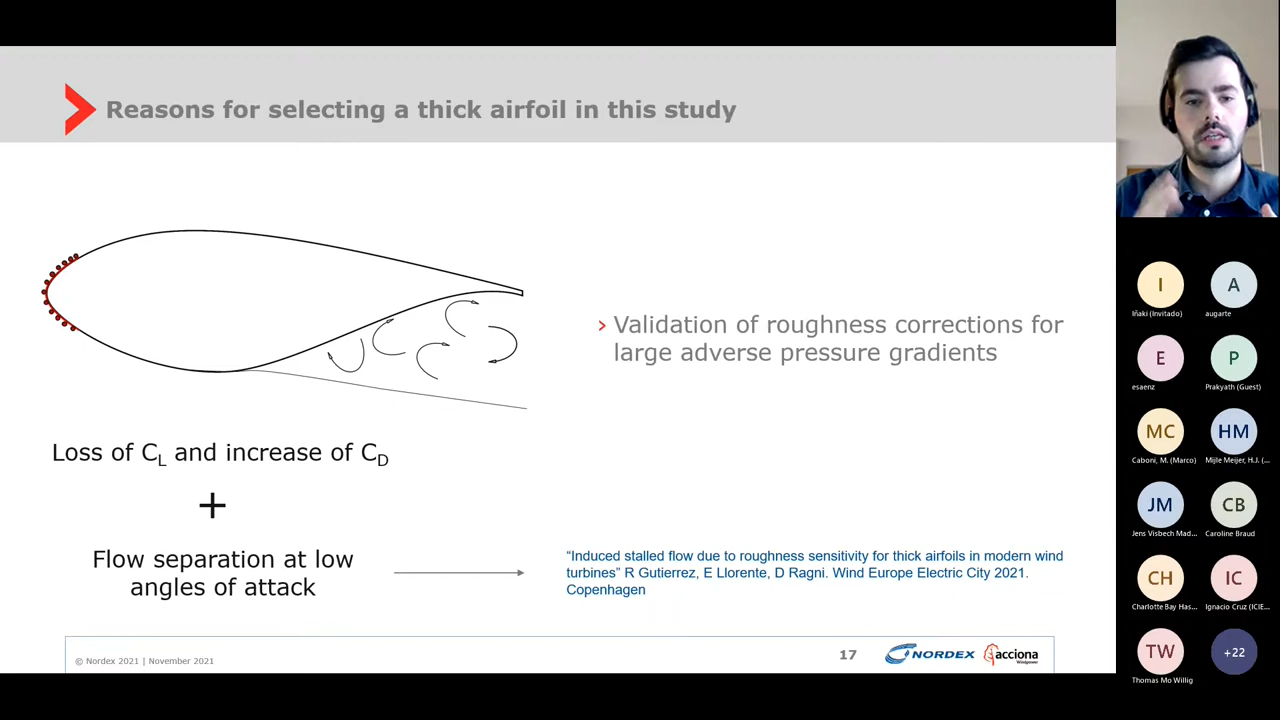 Reasons for selecting a thick airfoil in this study
› Validation of roughness corrections for
large adverse pressure gradients
Loss of CL and increase of CD
+
Flow separation at low
angles of attack
“Induced stalled flow due to roughness sensitivity for thick airfoils in modern wind
turbines” R Gutierrez, E Llorente, D Ragni. Wind Europe Electric City 2021.
Copenhagen
© Nordex 2021 | November 2021
17
NORDEX
acciona
Windpower
I
Iñaki (Invitado)
A
augarte
E
esaenz
P
Prakyath (Guest)
MC
Caboni, M. (Marco)
HM
Mijle Meijer, H.J. (...
JM
Jens Visbech Mad...
CB
Caroline Braud
CH
Charlotte Bay Has...
IC
Ignacio Cruz (CIE...
TW
Thomas Mo Willig
+22